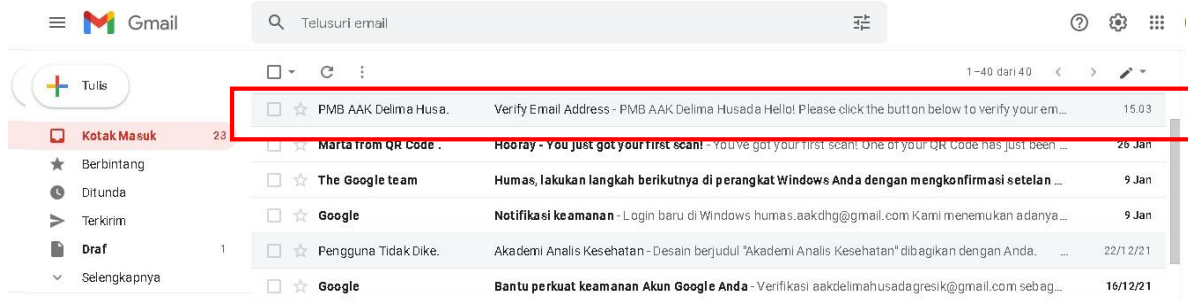 Gmail
Telusuri email
Tulis
1–40 dari 40
PMB AAK Delima Husa. Verify Email Address - PMB AAK Delima Husada Hello! Please click the button below to verify your em... 15.03
Kotak Masuk 23
Marta from QR Code . Hooray - You just got your first scan! - You've got your first scan! One of your QR Code has just been ... 26 Jan
Berbintang
The Google team Humas, lakukan langkah berikutnya di perangkat Windows Anda dengan mengkonfirmasi setelan ... 9 Jan
Ditunda
Google Notifikasi keamanan - Login baru di Windows humas.aakdhg@gmail.com Kami menemukan adanya... 9 Jan
Terkirim
Draf 1
Pengguna Tidak Dike. Akademi Analis Kesehatan - Desain berjudul "Akademi Analis Kesehatan" dibagikan dengan Anda. ... 22/12/21
Selengkapnya
Google Bantu perkuat keamanan Akun Google Anda - Verifikasi aakdelimahusadagresik@gmail.com sebag... 16/12/21